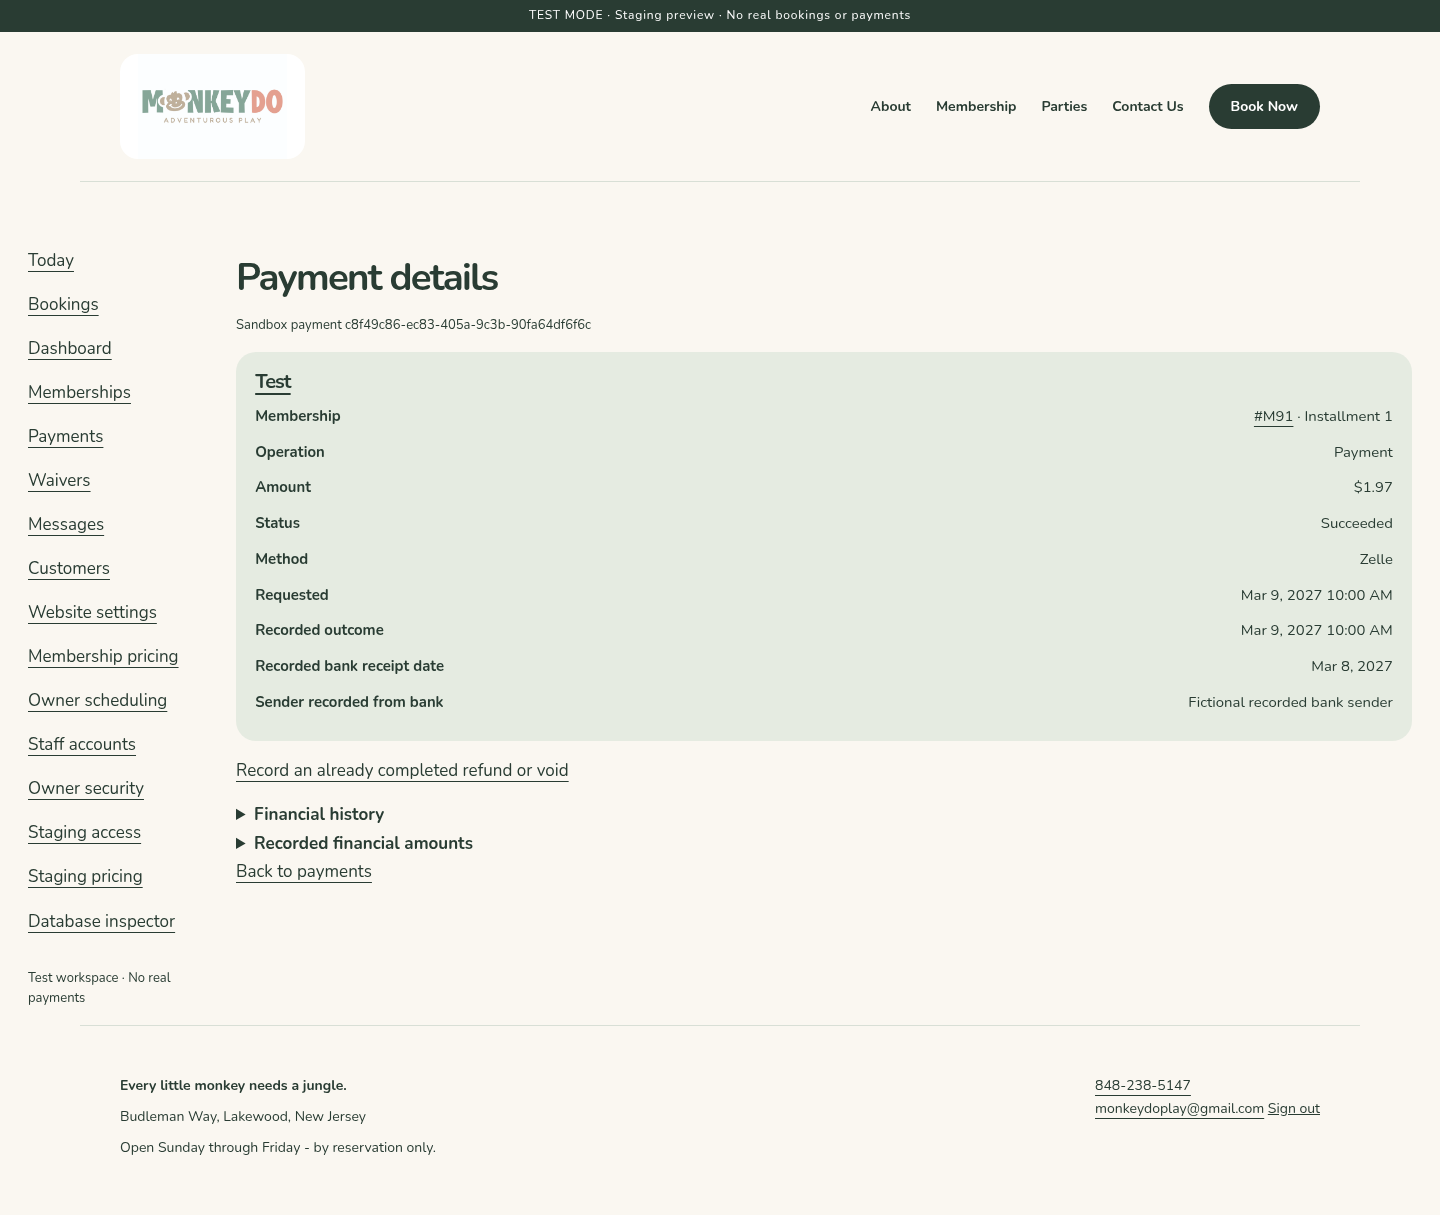 TEST MODE · Staging preview · No real bookings or payments
MONKEYDO
ADVENTUROUS PLAY
About Membership Parties Contact Us Book Now
Today
Bookings
Dashboard
Memberships
Payments
Waivers
Messages
Customers
Website settings
Membership pricing
Owner scheduling
Staff accounts
Owner security
Staging access
Staging pricing
Database inspector
Test workspace · No real
payments
Payment details
Sandbox payment c8f49c86-ec83-405a-9c3b-90fa64df6f6c
Test
Membership #M91 · Installment 1
Operation Payment
Amount $1.97
Status Succeeded
Method Zelle
Requested Mar 9, 2027 10:00 AM
Recorded outcome Mar 9, 2027 10:00 AM
Recorded bank receipt date Mar 8, 2027
Sender recorded from bank Fictional recorded bank sender
Record an already completed refund or void
Financial history
Recorded financial amounts
Back to payments
Every little monkey needs a jungle.
Budleman Way, Lakewood, New Jersey
Open Sunday through Friday - by reservation only.
848-238-5147
monkeydoplay@gmail.com Sign out